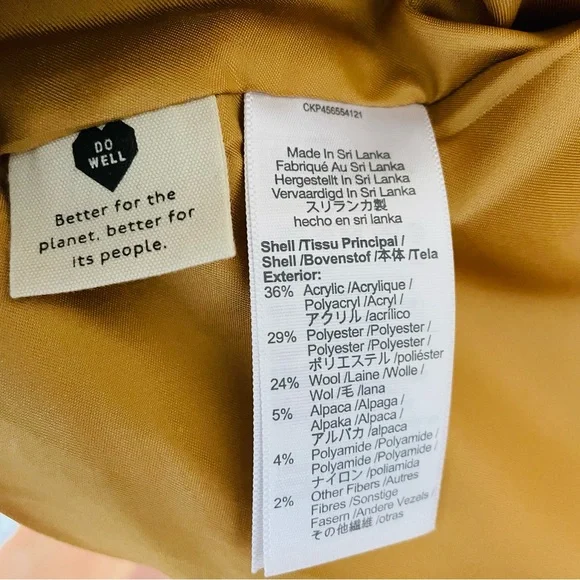 DO
WELL
Better for the
planet, better for
its people.
CKP456554121
Made In Sri Lanka
Fabriqué Au Sri Lanka
Hergestellt In Sri Lanka
Vervaardigd In Sri Lanka
スリランカ製
hecho en sri lanka
Shell /Tissu Principal /
Shell /Bovenstof /本体 /Tela
Exterior:
36% Acrylic /Acrylique /
Polyacryl /Acryl /
アクリル /acrílico
29% Polyester /Polyester /
Polyester /Polyester /
ポリエステル /poliéster
24% Wool /Laine /Wolle /
Wol /毛 /lana
5% Alpaca /Alpaga /
Alpaka /Alpaca /
アルパカ /alpaca
4% Polyamide /Polyamide /
Polyamide /Polyamide /
ナイロン /poliamida
2% Other Fibers /Autres
Fibres /Sonstige
Fasern /Andere Vezels /
その他繊維 /otras